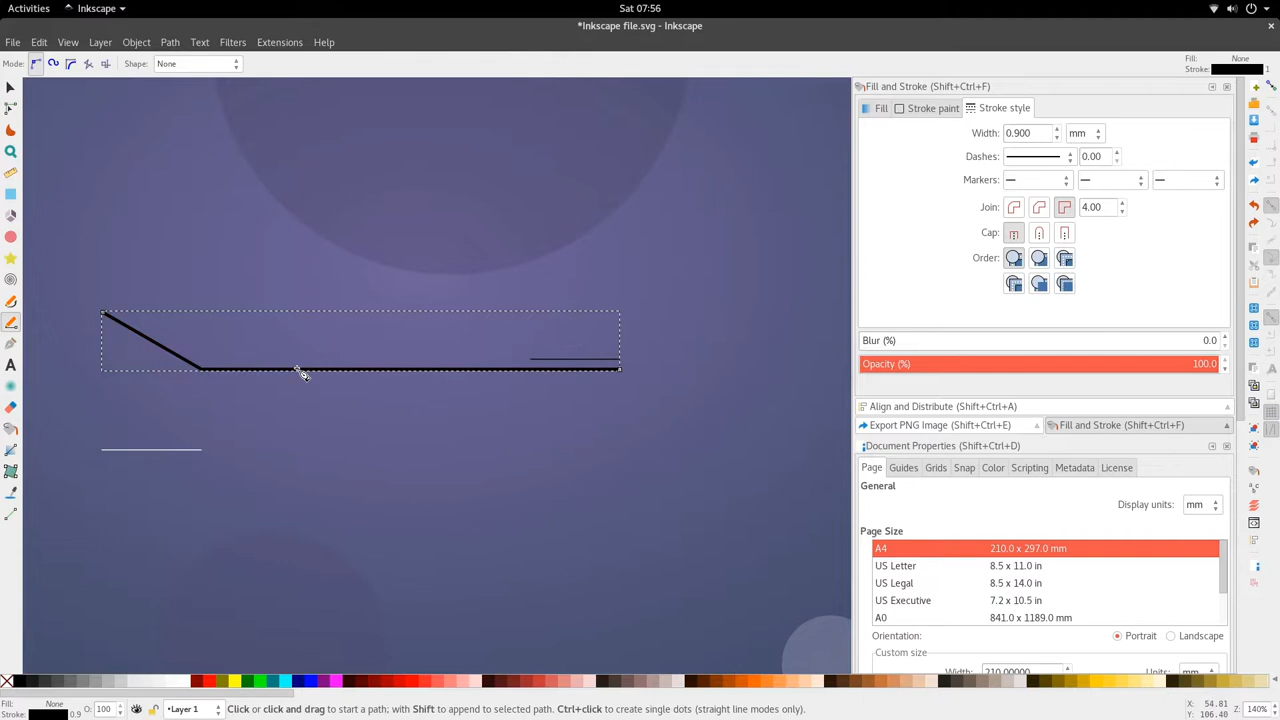 Activities Inkscape Sat 07:56
*Inkscape file.svg - Inkscape
File Edit View Layer Object Path Text Filters Extensions Help
Mode: Shape: None Fill: None
Stroke: 1
Fill and Stroke (Shift+Ctrl+F)
Fill Stroke paint Stroke style
Width: 0.900 mm
Dashes: 0.00
Markers:
Join: 4.00
Cap:
Order:
Blur (%) 0.0
Opacity (%) 100.0
Align and Distribute (Shift+Ctrl+A)
Export PNG Image (Shift+Ctrl+E) Fill and Stroke (Shift+Ctrl+F)
Document Properties (Shift+Ctrl+D)
Page Guides Grids Snap Color Scripting Metadata License
General
Display units: mm
Page Size
A4 210.0 x 297.0 mm
US Letter 8.5 x 11.0 in
US Legal 8.5 x 14.0 in
US Executive 7.2 x 10.5 in
A0 841.0 x 1189.0 mm
Orientation: Portrait Landscape
Custom size
Width: 210.00000 Units: mm
Fill: None
Stroke: 0.9 O: 100 •Layer 1 Click or click and drag to start a path; with Shift to append to selected path. Ctrl+click to create single dots (straight line modes only). X: 54.81
Y: 106.40 Z: 140%